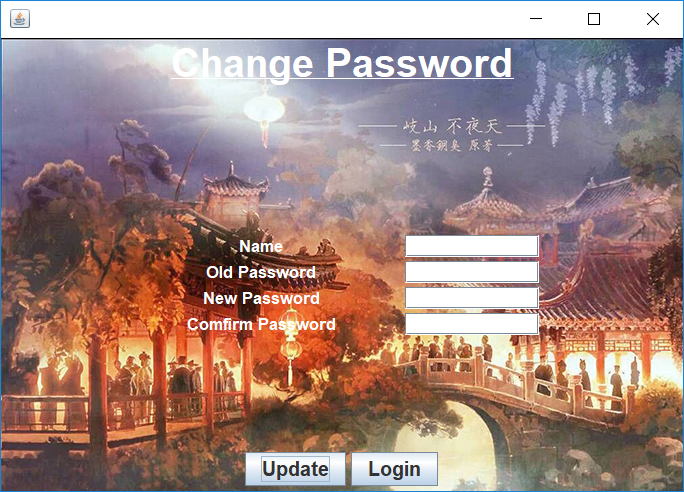 Change Password
岐山 不夜天
墨香銅臭 原著
Name
Old Password
New Password
Comfirm Password
Update Login